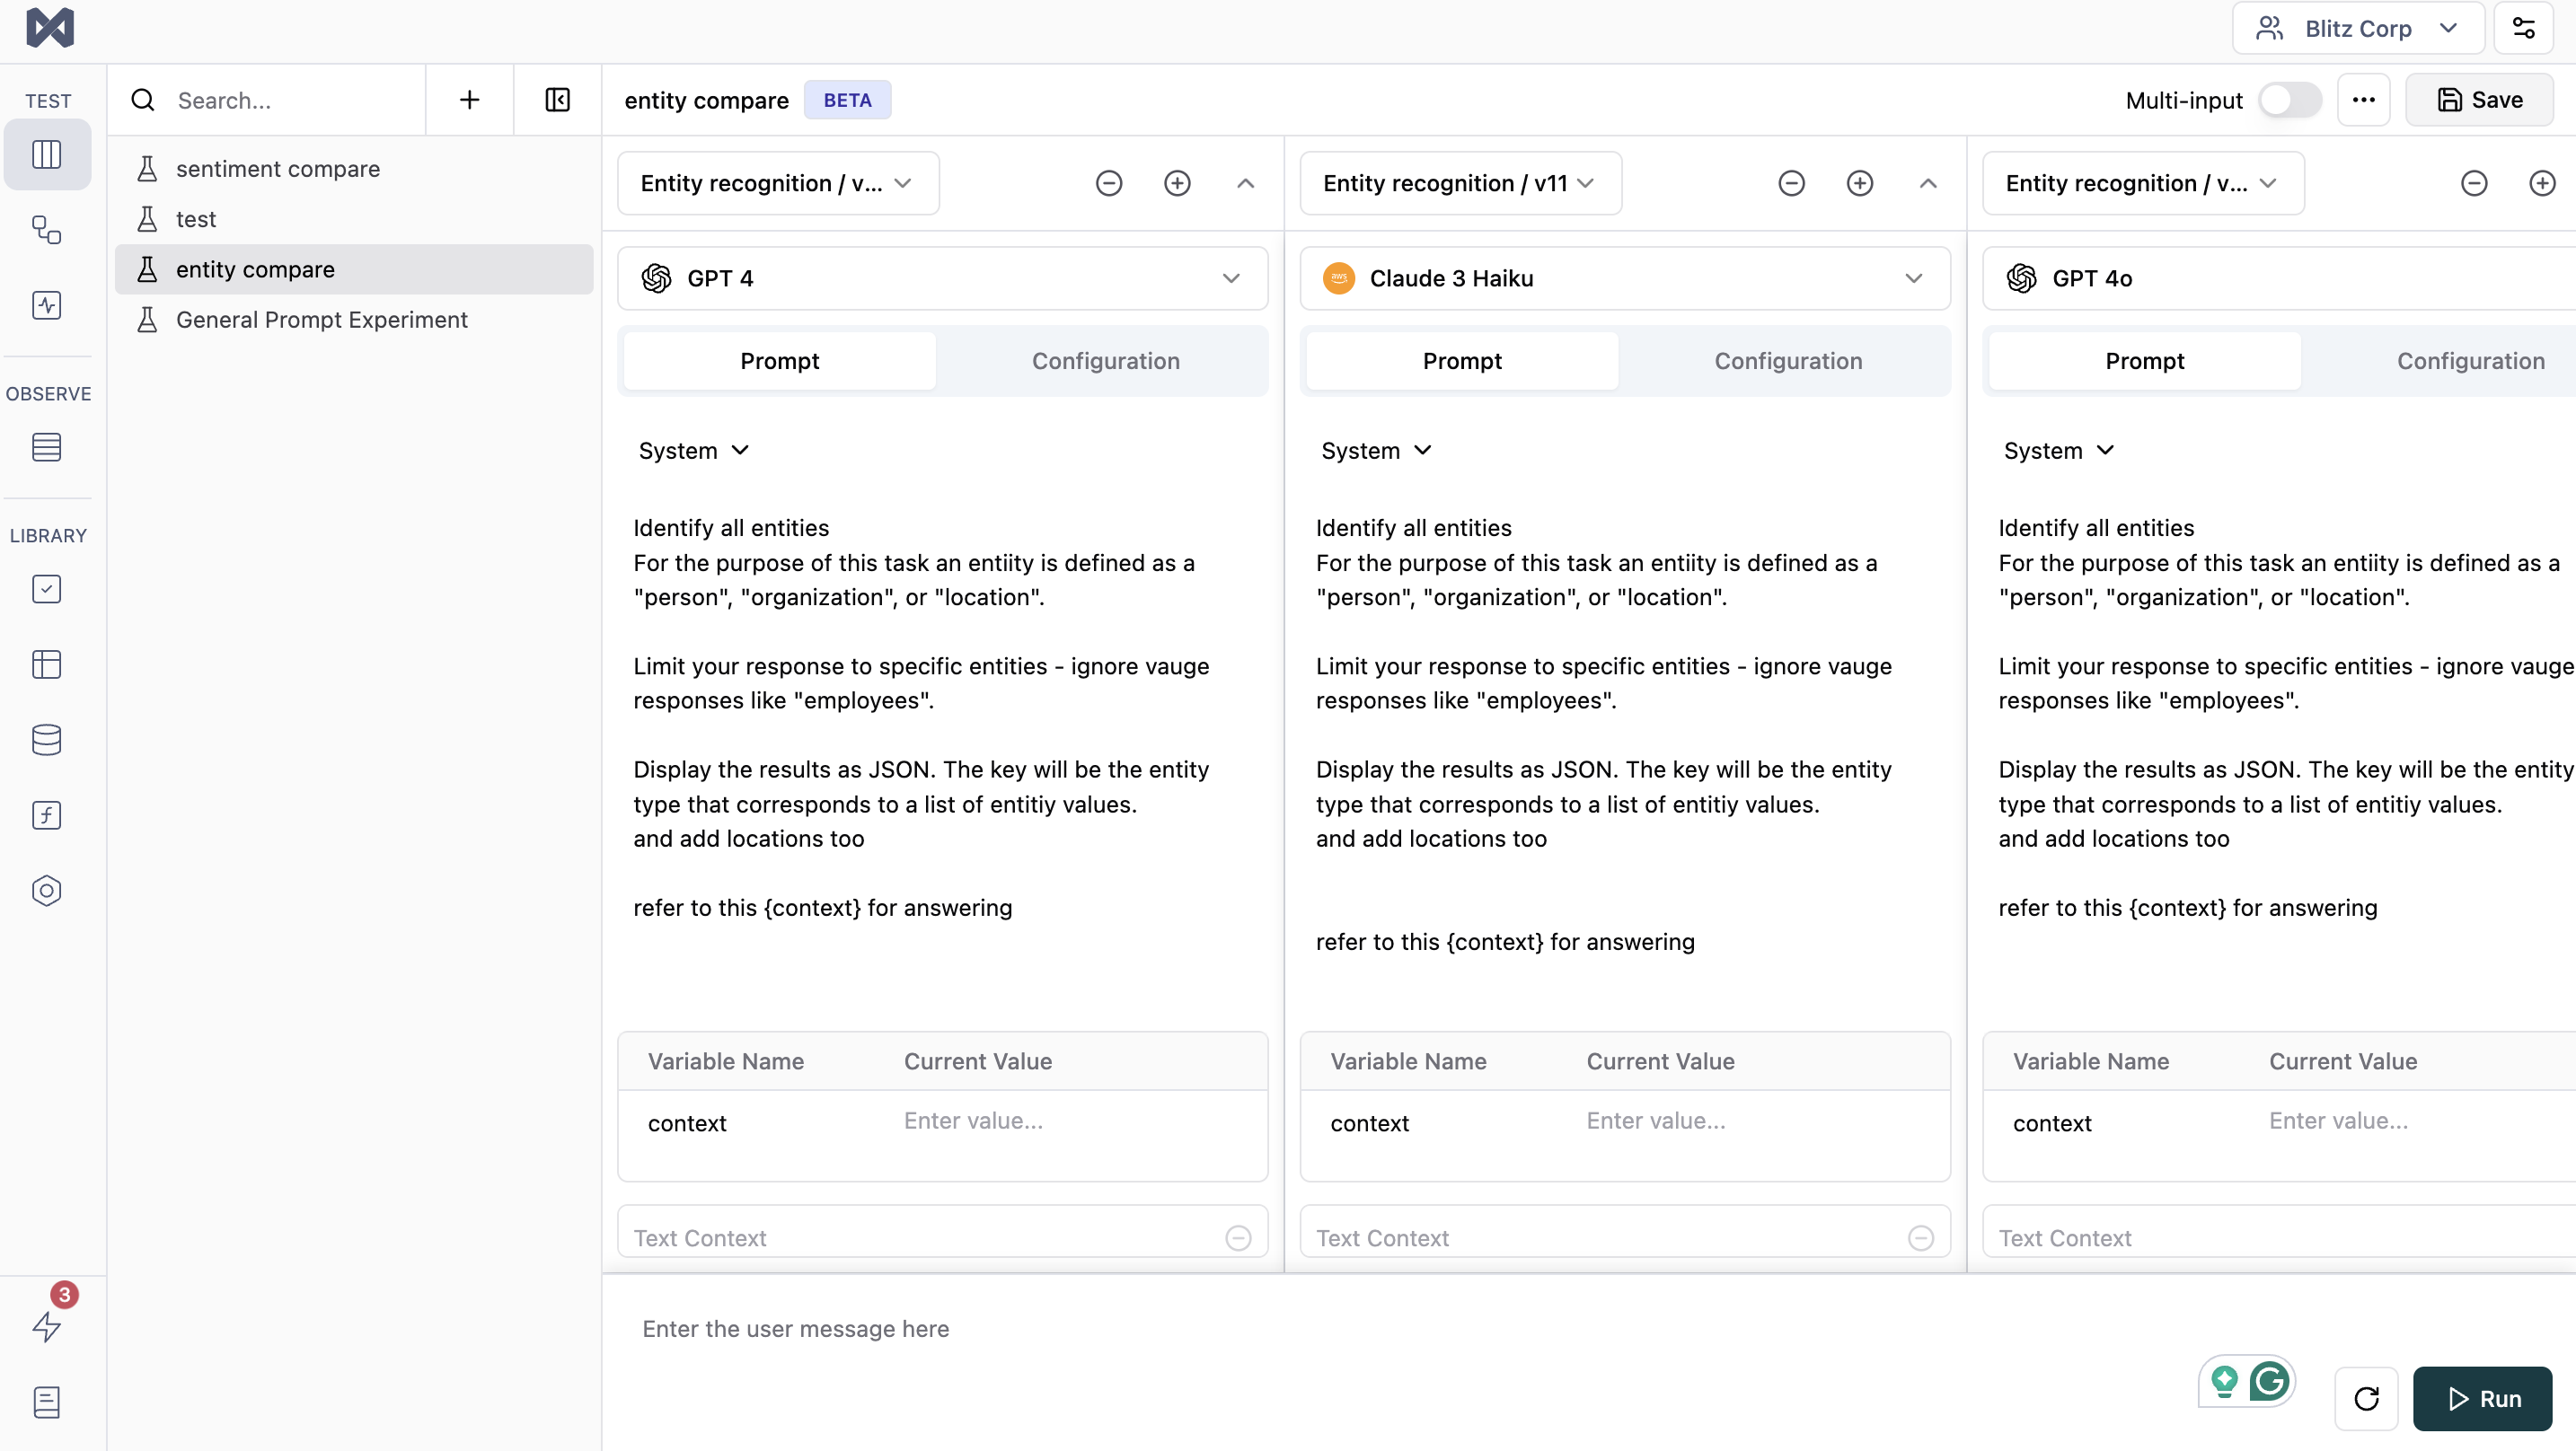 Blitz Corp
TEST
Search...
entity compare
BETA
Multi-input
Save
sentiment compare
test
entity compare
General Prompt Experiment
OBSERVE
LIBRARY
3
Entity recognition / v...
GPT 4
Prompt
Configuration
System
Identify all entities
For the purpose of this task an entiity is defined as a
"person", "organization", or "location".
Limit your response to specific entities - ignore vauge
responses like "employees".
Display the results as JSON. The key will be the entity
type that corresponds to a list of entitiy values.
and add locations too
refer to this {context} for answering
Variable Name
Current Value
context
Enter value...
Text Context
Entity recognition / v11
aws
Claude 3 Haiku
Prompt
Configuration
System
Identify all entities
For the purpose of this task an entiity is defined as a
"person", "organization", or "location".
Limit your response to specific entities - ignore vauge
responses like "employees".
Display the results as JSON. The key will be the entity
type that corresponds to a list of entitiy values.
and add locations too
refer to this {context} for answering
Variable Name
Current Value
context
Enter value...
Text Context
Entity recognition / v...
GPT 4o
Prompt
Configuration
System
Identify all entities
For the purpose of this task an entiity is defined as a
"person", "organization", or "location".
Limit your response to specific entities - ignore vauge
responses like "employees".
Display the results as JSON. The key will be the entity
type that corresponds to a list of entitiy values.
and add locations too
refer to this {context} for answering
Variable Name
Current Value
context
Enter value...
Text Context
Enter the user message here
Run